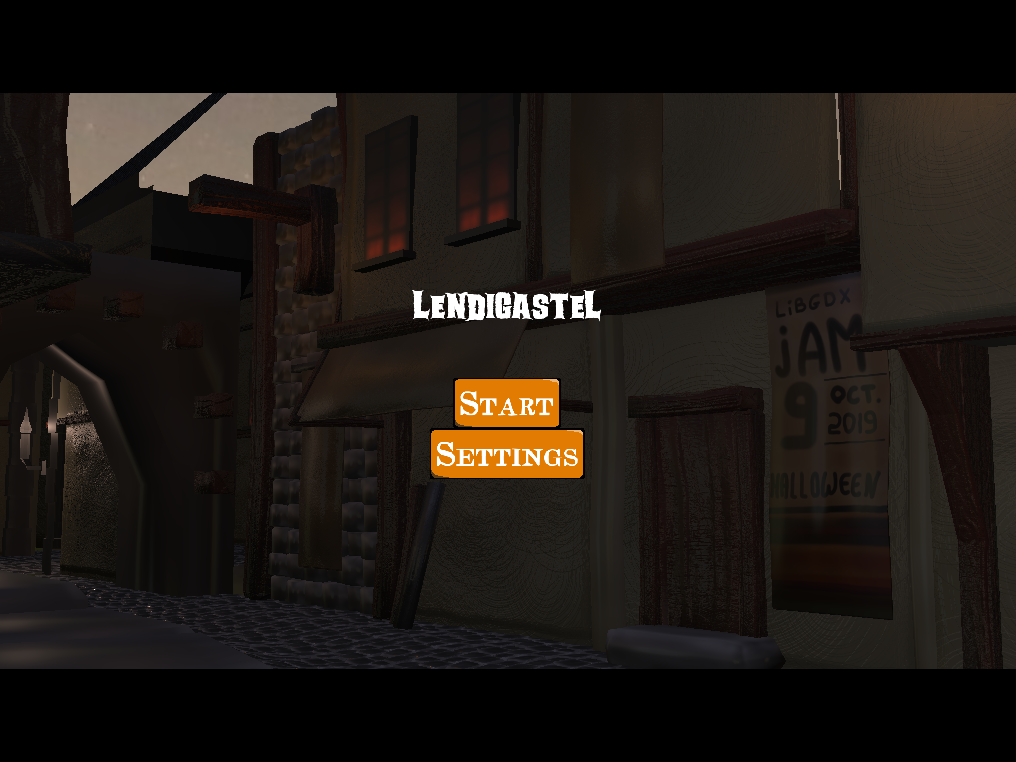 LENDIGASTEL
START
SETTINGS
LiBGDX
jAM
9 OCT.
2019
HALLOWEEN